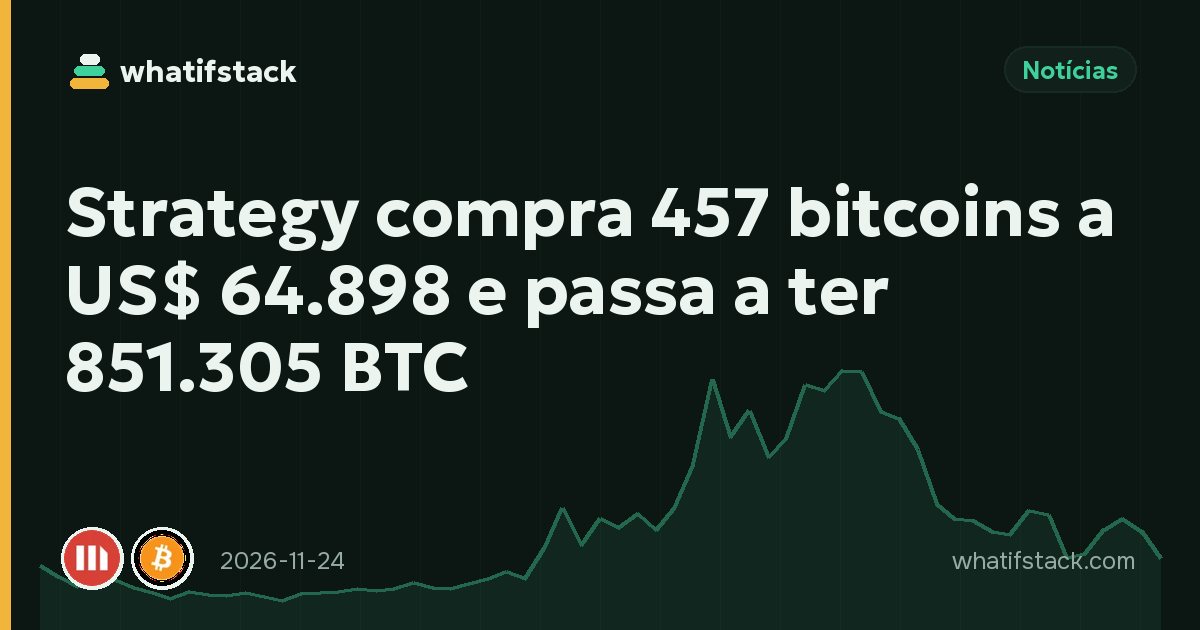 whatifstack
Notícias
Strategy compra 457 bitcoins a
US$ 64.898 e passa a ter
851.305 BTC
2026-11-24
whatifstack.com